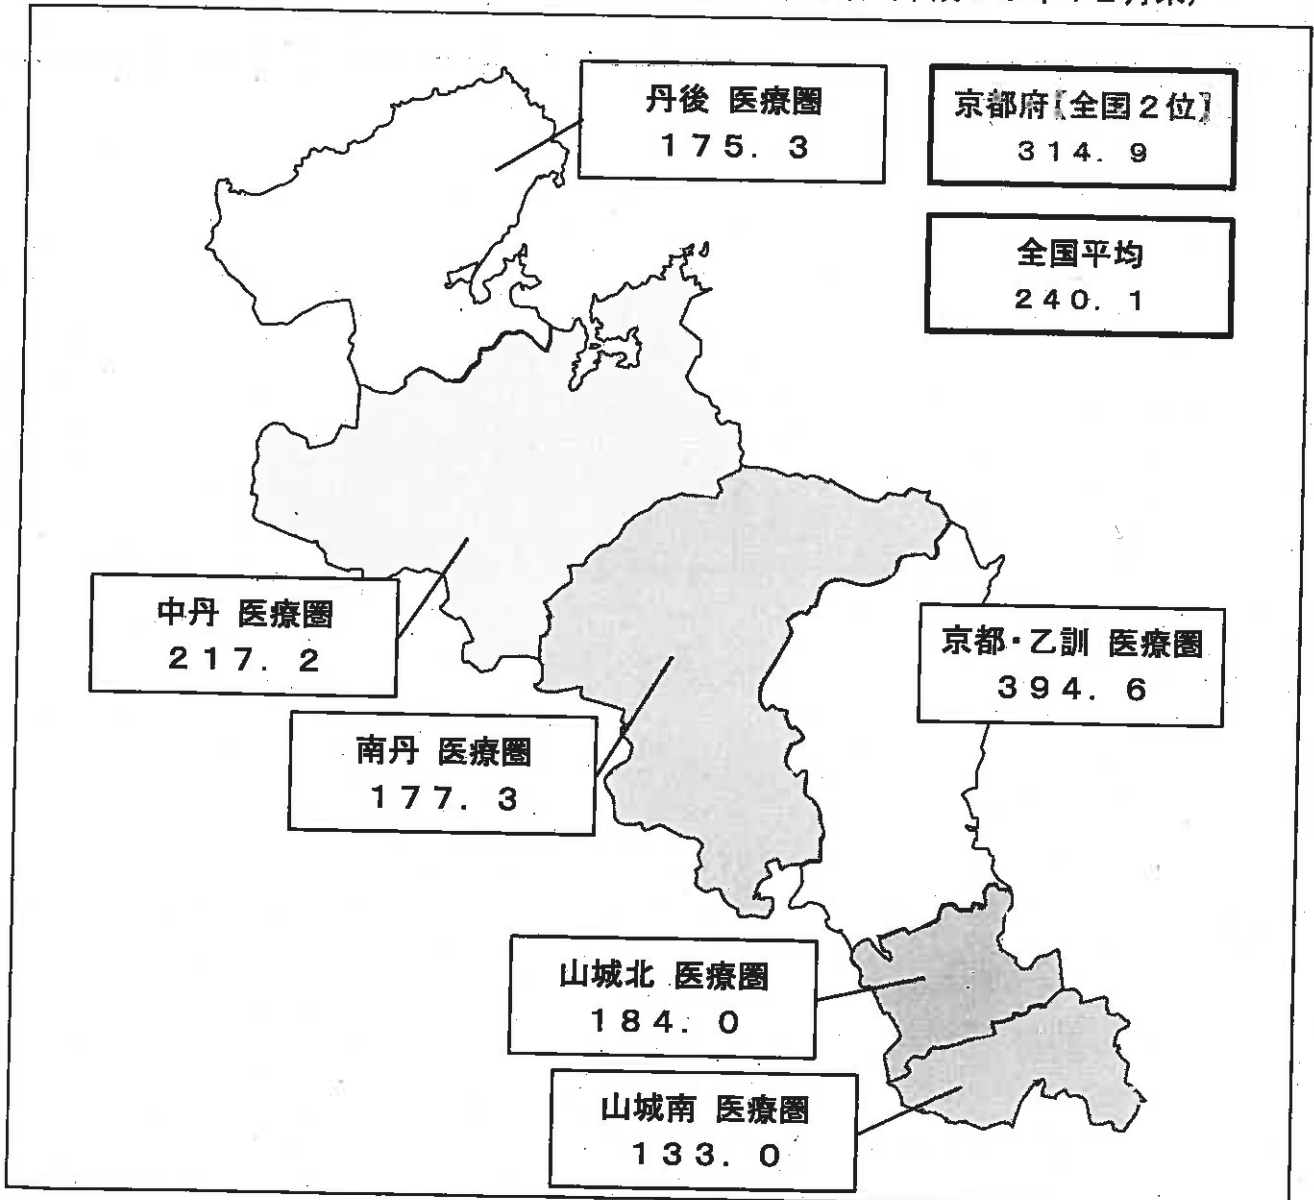 丹後 医療圏
175. 3
京都府〔全国2位〕
314. 9
全国平均
240. 1
中丹 医療圏
217. 2
京都・乙訓 医療圏
394. 6
南丹 医療圏
177. 3
山城北 医療圏
184. 0
山城南 医療圏
133. 0